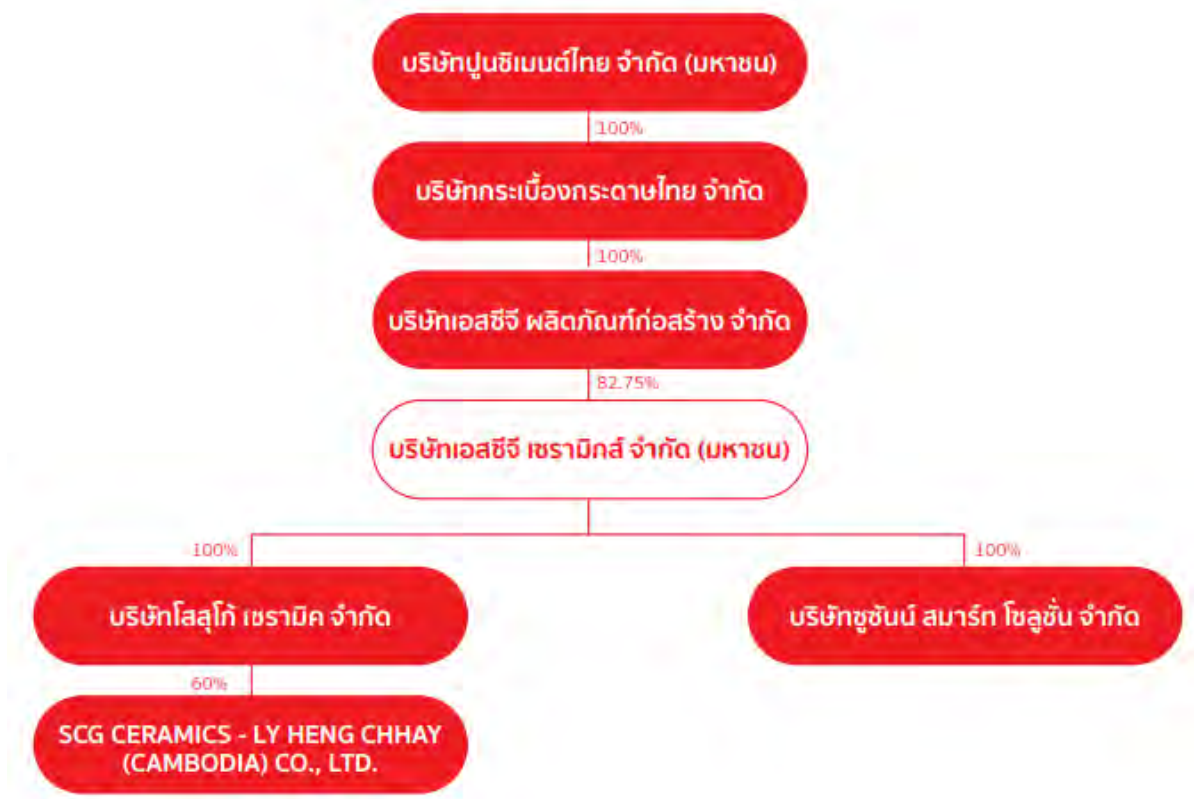 บริษัทปูนซิเมนต์ไทย จำกัด (มหาชน)
100%
บริษัทกระเบื้องกระดาษไทย จำกัด
100%
บริษัทเอสซีจี ผลิตภัณฑ์ก่อสร้าง จำกัด
82.75%
บริษัทเอสซีจี เซรามิกส์ จำกัด (มหาชน)
100%
100%
บริษัทโสสุโก้ เซรามิค จำกัด
บริษัทซูซันน์ สมาร์ท โซลูชั่น จำกัด
60%
SCG CERAMICS - LY HENG CHHAY
(CAMBODIA) CO., LTD.